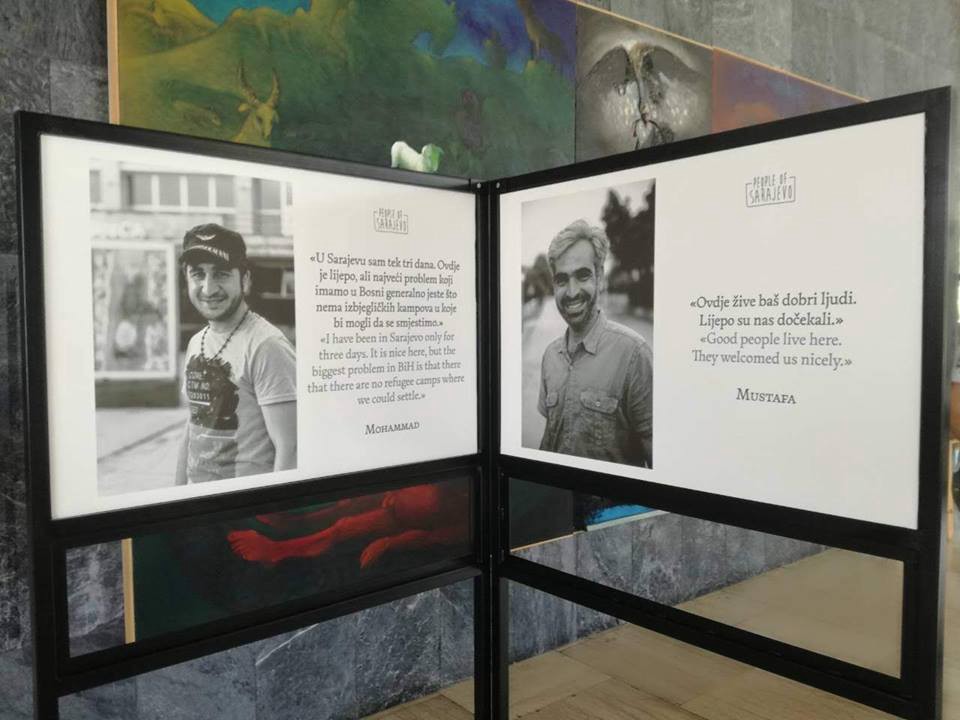 PEOPLE OF
SARAJEVO
«U Sarajevu sam tek tri dana. Ovdje
je lijepo, ali najveći problem koji
imamo u Bosni generalno jeste što
nema izbjegličkih kampova u koje
bi mogli da se smjestimo.»
«I have been in Sarajevo only for
three days. It is nice here, but the
biggest problem in BiH is that there
that there are no refugee camps where
we could settle.»
MOHAMMAD
PEOPLE OF
SARAJEVO
«Ovdje žive baš dobri ljudi.
Lijepo su nas dočekali.»
«Good people live here.
They welcomed us nicely.»
MUSTAFA